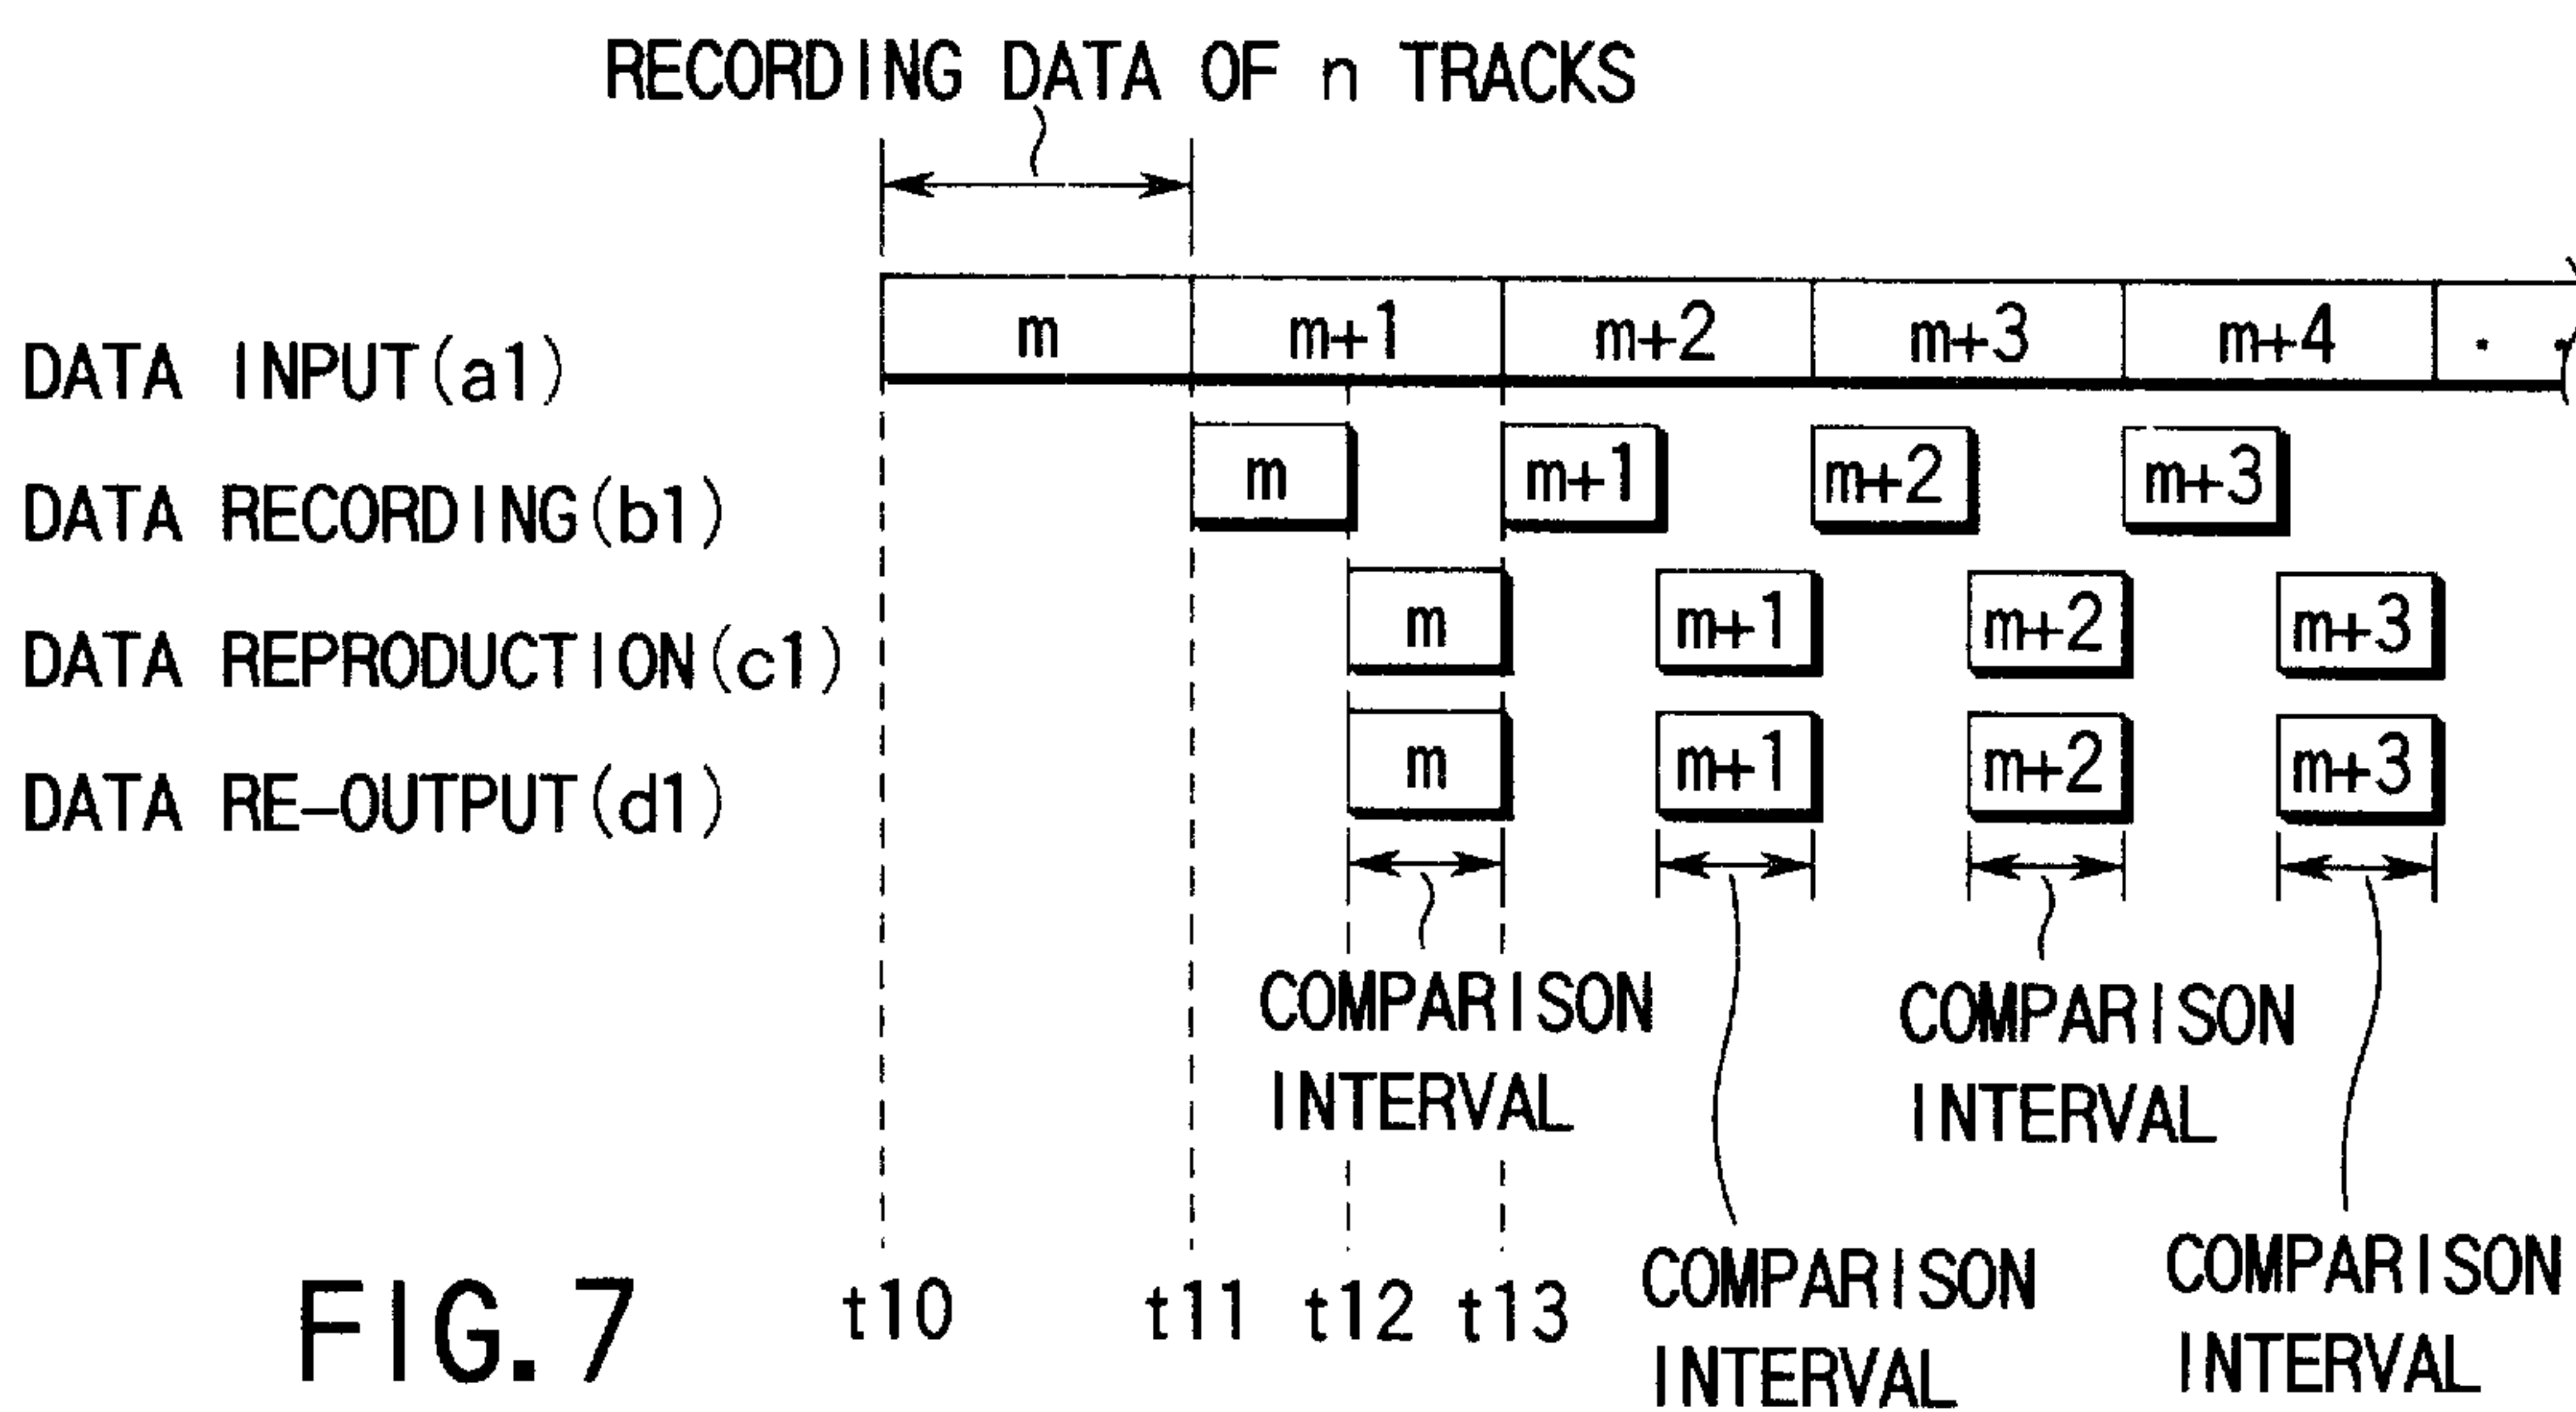 RECORDING DATA OF n TRACKS
DATA INPUT(a1) m m+1 m+2 m+3 m+4 . .
DATA RECORDING(b1) m m+1 m+2 m+3
DATA REPRODUCTION(c1) m m+1 m+2 m+3
DATA RE-OUTPUT(d1) m m+1 m+2 m+3
COMPARISON
INTERVAL
COMPARISON
INTERVAL
COMPARISON
INTERVAL
COMPARISON
INTERVAL
t10 t11 t12 t13
FIG.7